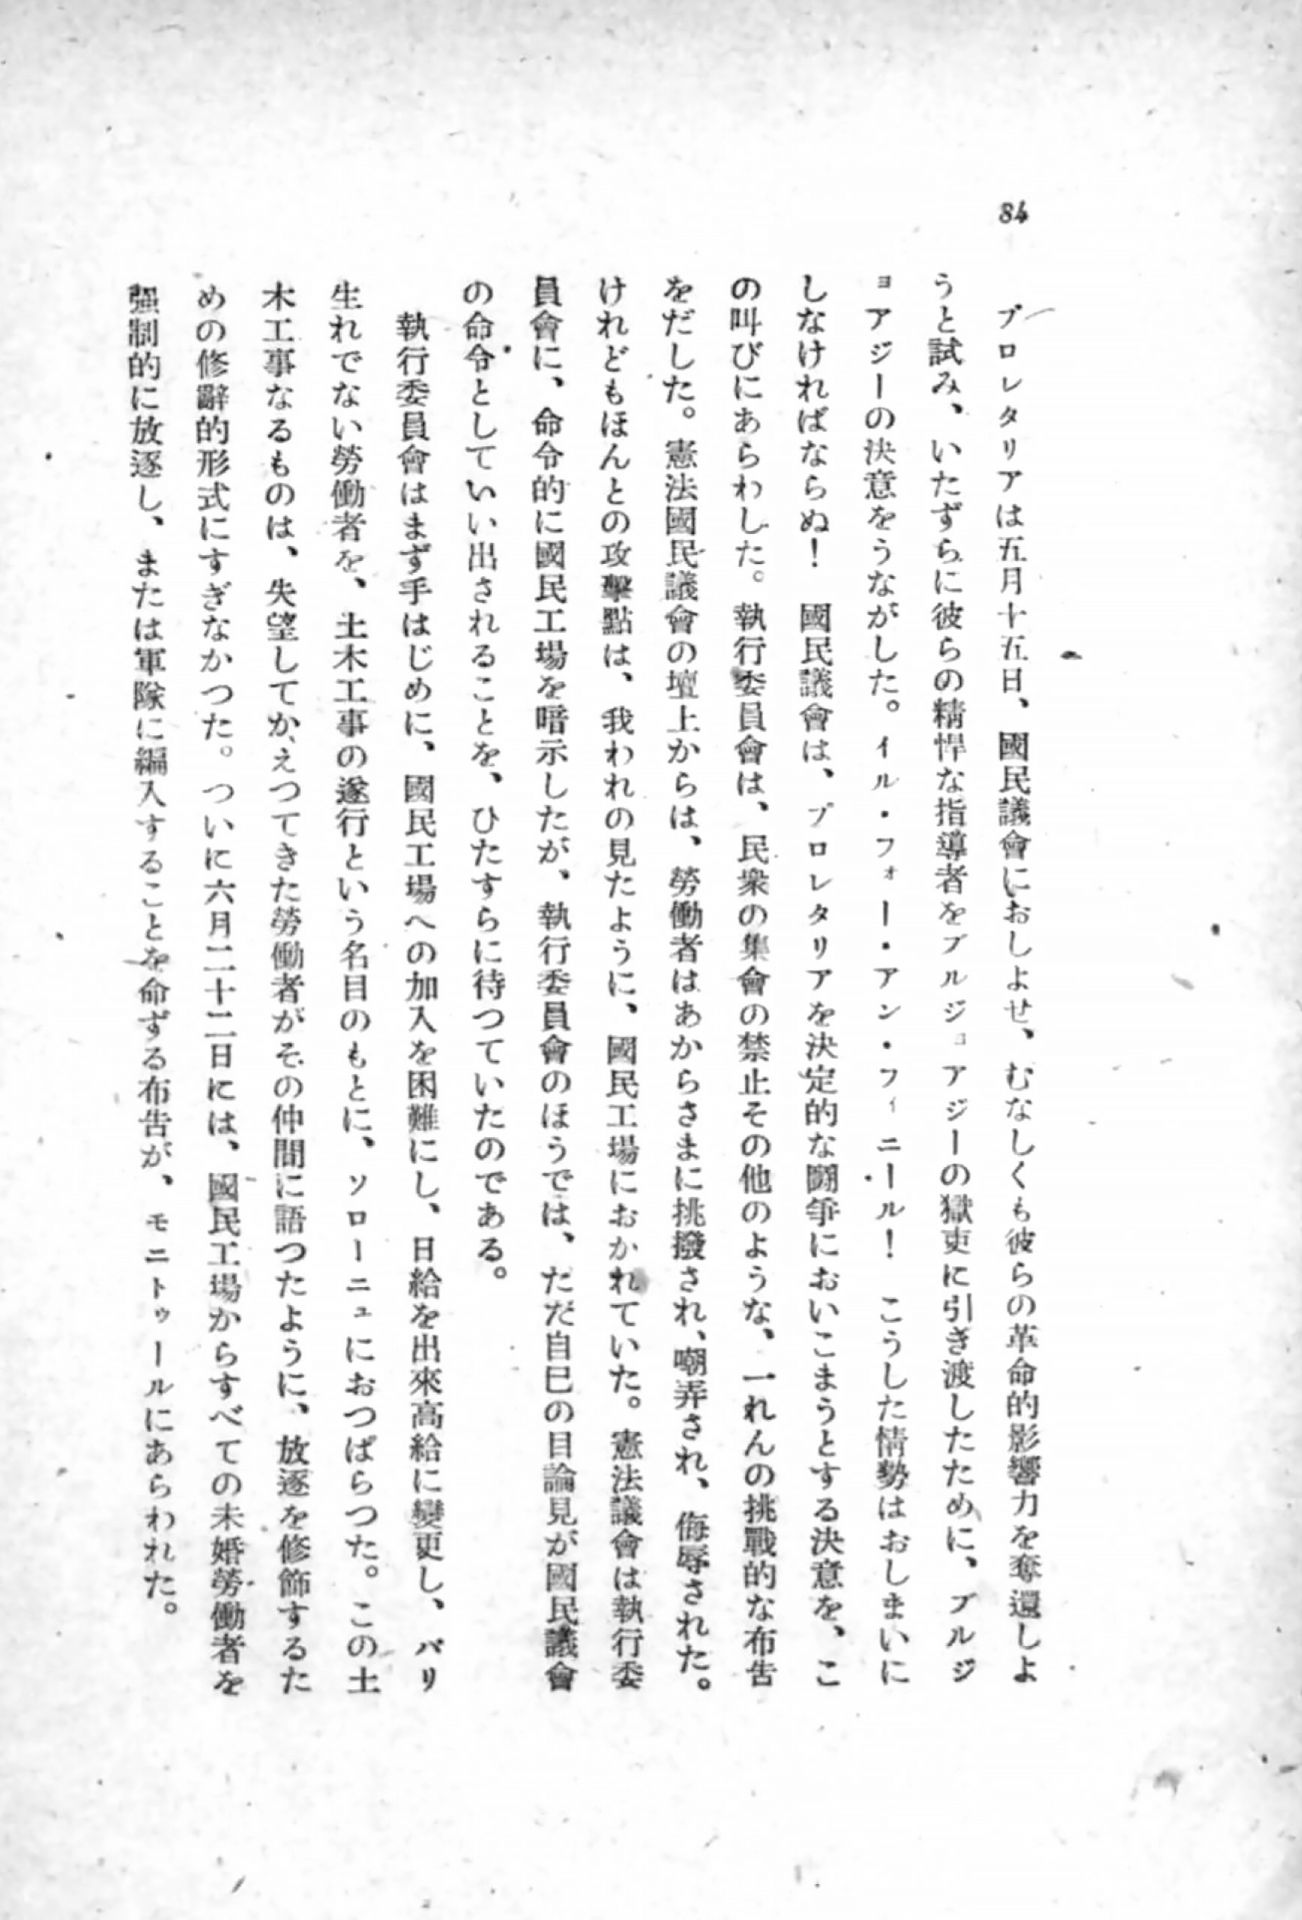 84
プロレタリアは五月十五日、國民議會におしよせ、むなしくも彼らの革命的影響力を奪還しよ
うと試み、いたずらに彼らの精悍な指導者をブルジョアジーの獄吏に引き渡したために、ブルジ
ョアジーの決意をうながした。イル・フォー・アン・フィニール！　こうした情勢はおしまいに
しなければならぬ！　國民議會は、プロレタリアを決定的な鬪爭においこまうとする決意を、こ
の叫びにあらわした。執行委員會は、民衆の集會の禁止その他のような、一れんの挑戰的な布告
をだした。憲法國民議會の壇上からは、勞働者はあからさまに挑撥され、嘲弄され、侮辱された。
けれどもほんとの攻擊點は、我われの見たように、國民工場におかれていた。憲法議會は執行委
員會に、命令的に國民工場を暗示したが、執行委員會のほうでは、ただ自己の目論見が國民議會
の命令としていい出されることを、ひたすらに待つていたのである。
執行委員會はまず手はじめに、國民工場への加入を困難にし、日給を出來高給に變更し、パリ
生れでない勞働者を、土木工事の遂行という名目のもとに、ソローニュにおつぱらつた。この土
木工事なるものは、失望してかえつてきた勞働者がその仲間に語つたように、放逐を修飾するた
めの修辭的形式にすぎなかつた。ついに六月二十二日には、國民工場からすべての未婚勞働者を
强制的に放逐し、または軍隊に編入することを命ずる布告が、モニトゥールにあらわれた。